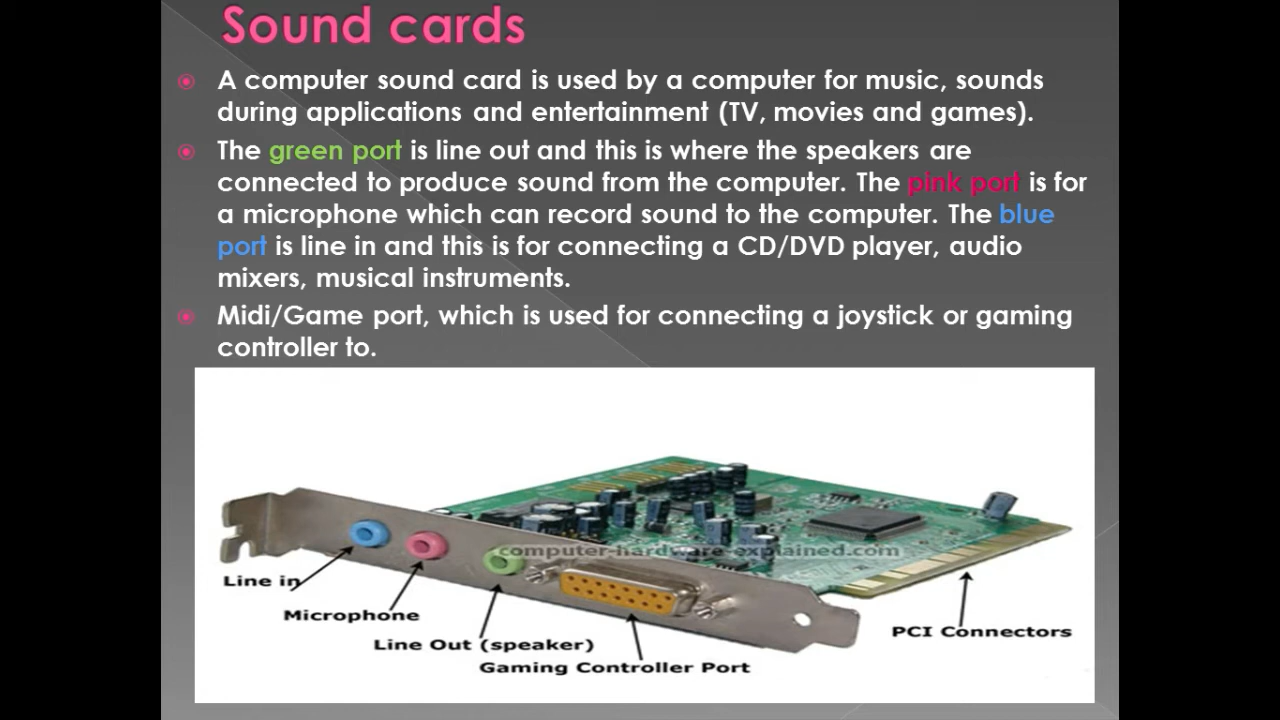 Sound cards
A computer sound card is used by a computer for music, sounds
during applications and entertainment (TV, movies and games).
The green port is line out and this is where the speakers are
connected to produce sound from the computer. The pink port is for
a microphone which can record sound to the computer. The blue
port is line in and this is for connecting a CD/DVD player, audio
mixers, musical instruments.
Midi/Game port, which is used for connecting a joystick or gaming
controller to.
computer-hardware-explained.com
Line in
Microphone
Line Out (speaker)
Gaming Controller Port
PCI Connectors